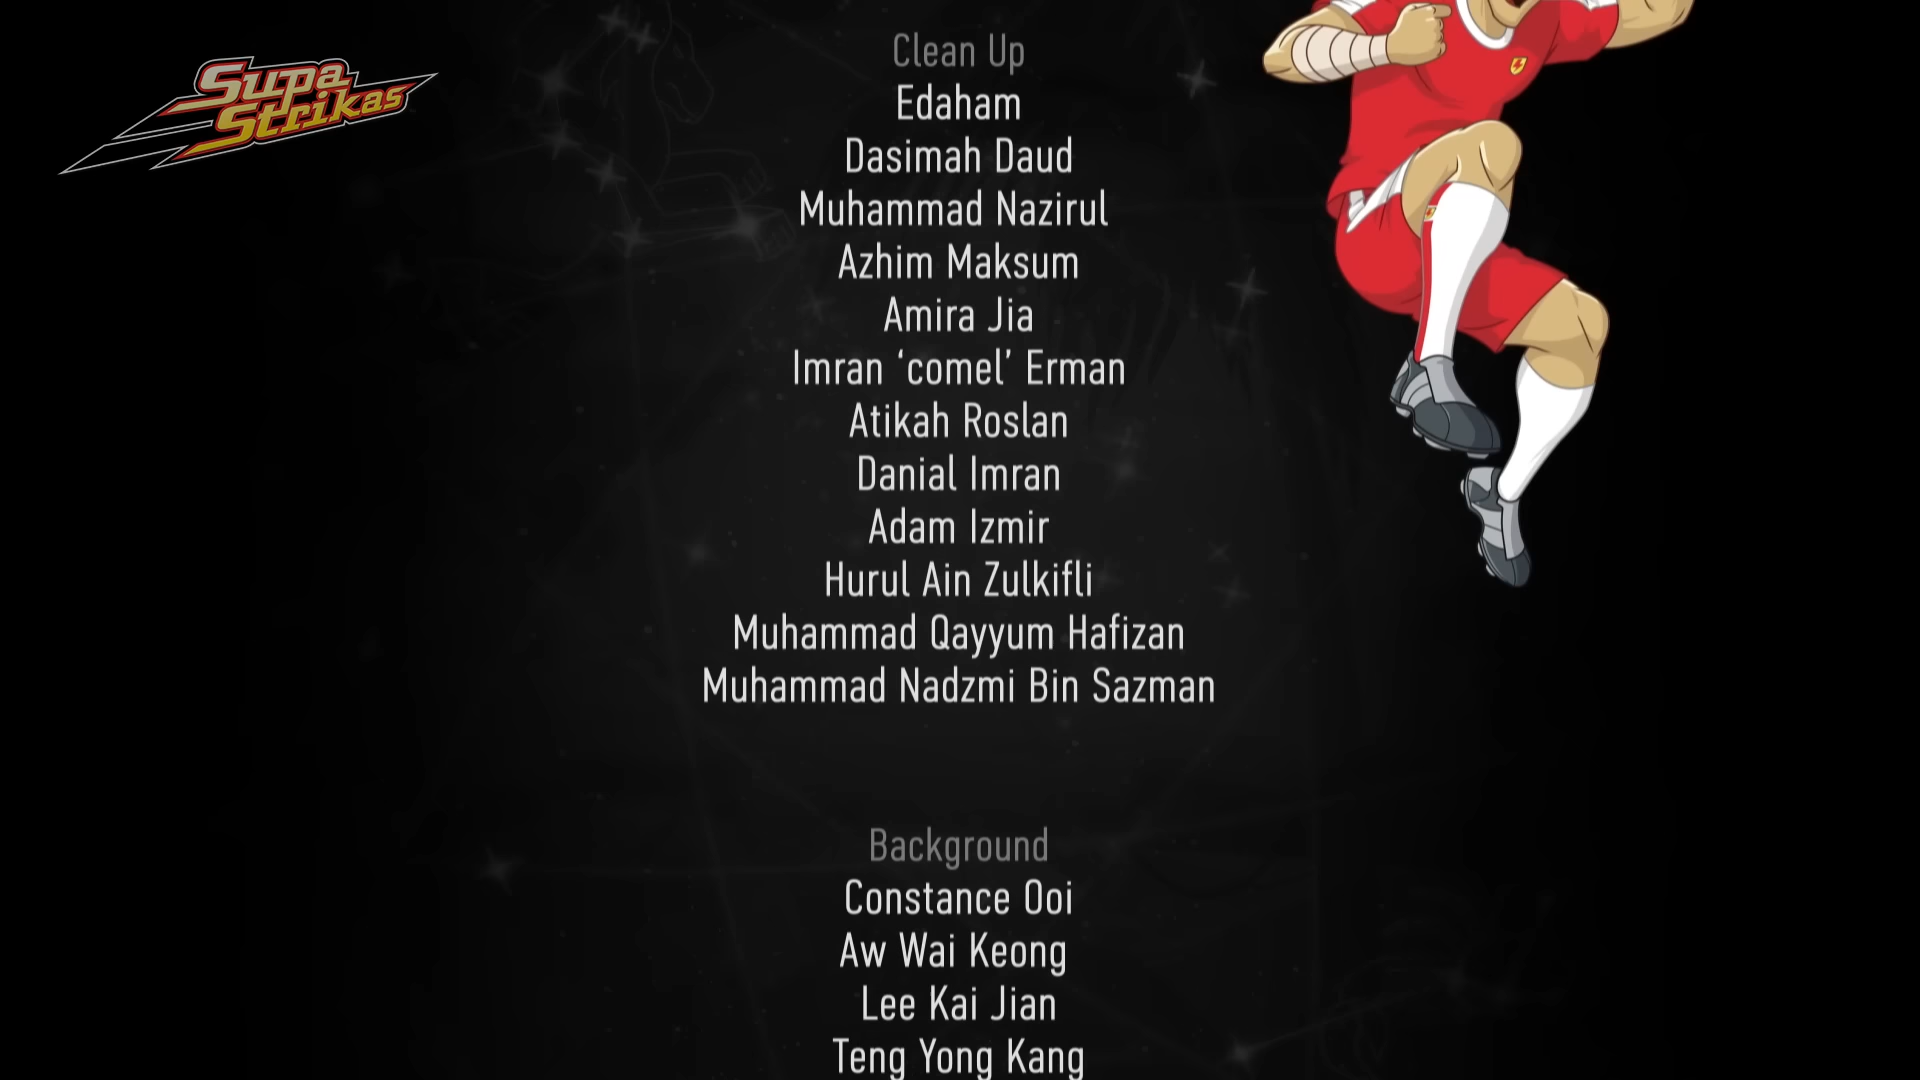 Supa
Strikas
Clean Up
Edaham
Dasimah Daud
Muhammad Nazirul
Azhim Maksum
Amira Jia
Imran ‘comel’ Erman
Atikah Roslan
Danial Imran
Adam Izmir
Hurul Ain Zulkifli
Muhammad Qayyum Hafizan
Muhammad Nadzmi Bin Sazman
Background
Constance Ooi
Aw Wai Keong
Lee Kai Jian
Teng Yong Kang